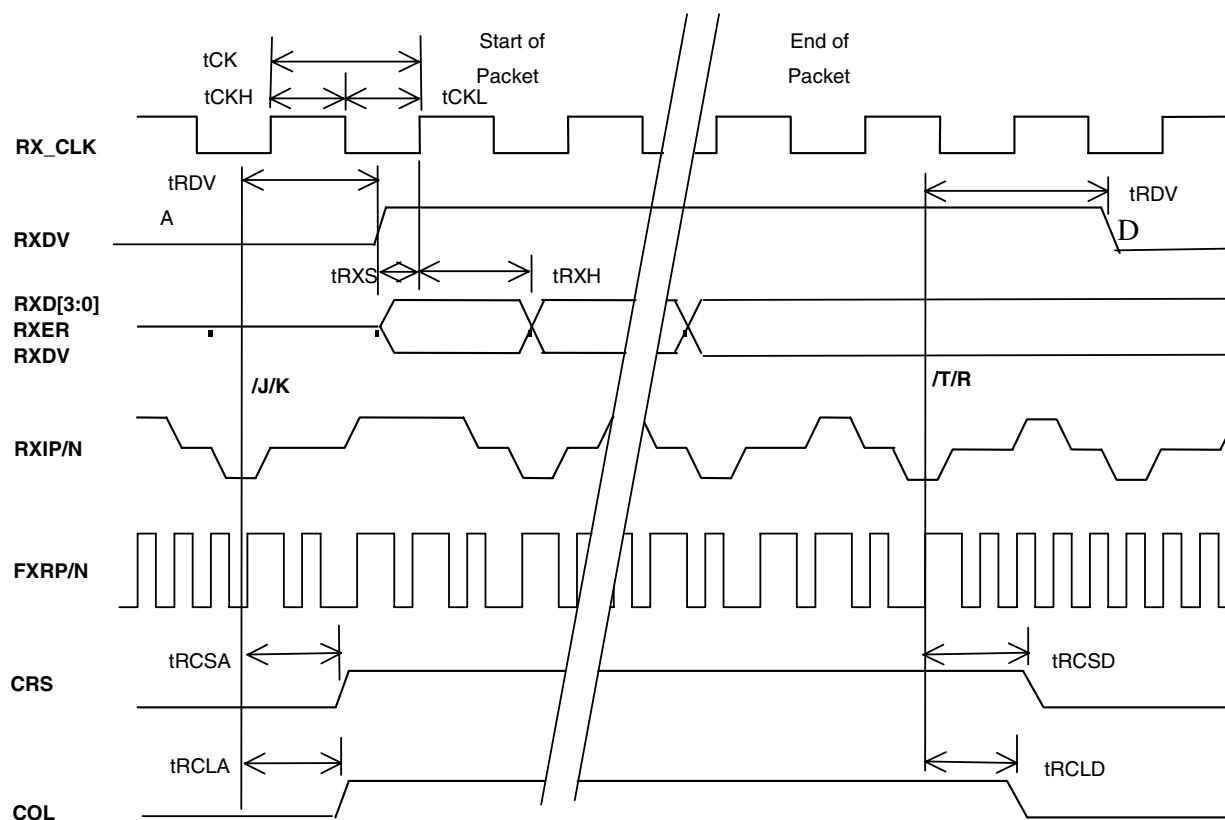 Start of
Packet
End of
Packet
tCK
tCKH
tCKL
RX_CLK
tRDV
tRDV
A
D
RXDV
tRXS
tRXH
RXD[3:0]
RXER
RXDV
/J/K
/T/R
RXIP/N
FXRP/N
tRCSA
tRCSD
CRS
tRCLA
tRCLD
COL